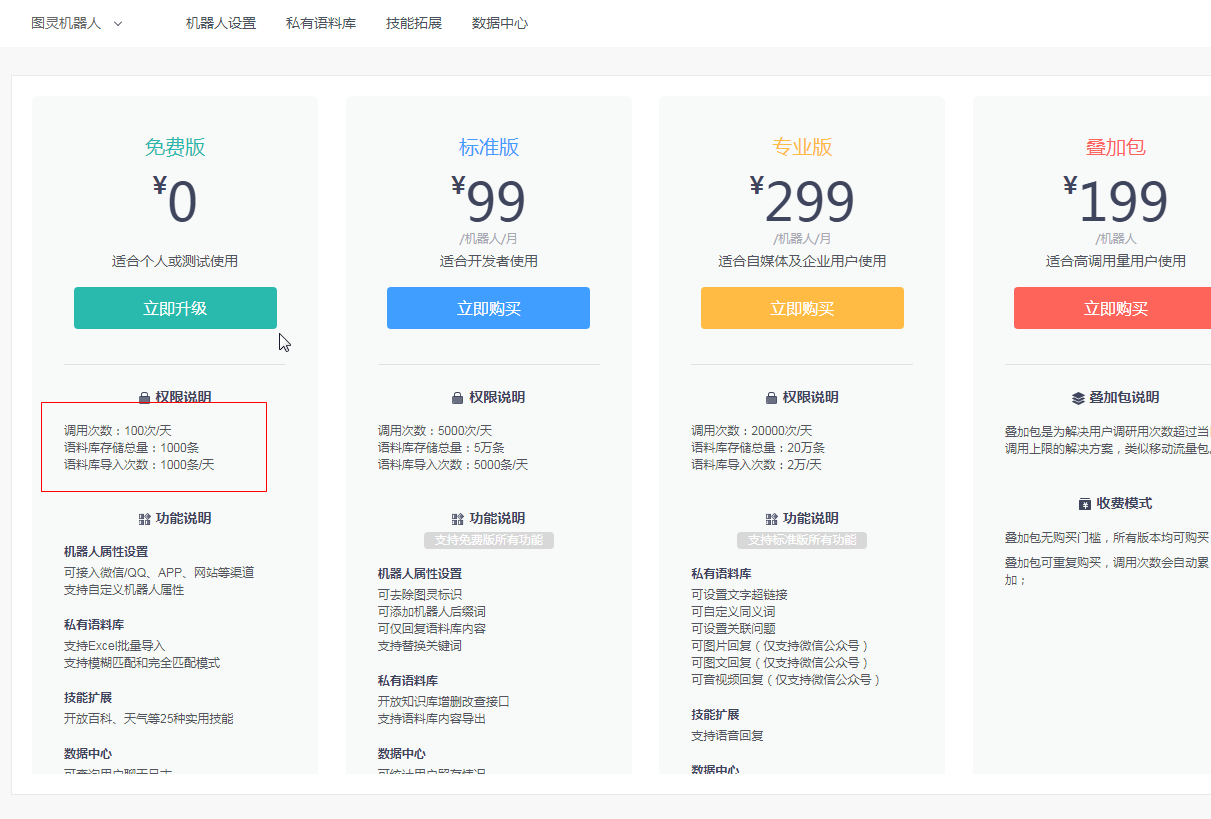 图灵机器人
机器人设置 私有语料库 技能拓展 数据中心
免费版
¥0
适合个人或测试使用
立即升级
权限说明
调用次数：100次/天
语料库存储总量：1000条
语料库导入次数：1000条/天
功能说明
机器人属性设置
可接入微信/QQ、APP、网站等渠道
支持自定义机器人属性
私有语料库
支持Excel批量导入
支持模糊匹配和完全匹配模式
技能扩展
开放百科、天气等25种实用技能
数据中心
可查询用户聊天日志
标准版
¥99
/机器人/月
适合开发者使用
立即购买
权限说明
调用次数：5000次/天
语料库存储总量：5万条
语料库导入次数：5000条/天
功能说明
支持免费版所有功能
机器人属性设置
可去除图灵标识
可添加机器人后缀词
可仅回复语料库内容
支持替换关键词
私有语料库
开放知识库增删改查接口
支持语料库内容导出
数据中心
可统计用户留存情况
专业版
¥299
/机器人/月
适合自媒体及企业用户使用
立即购买
权限说明
调用次数：20000次/天
语料库存储总量：20万条
语料库导入次数：2万/天
功能说明
支持标准版所有功能
私有语料库
可设置文字超链接
可自定义同义词
可设置关联问题
可图片回复（仅支持微信公众号）
可图文回复（仅支持微信公众号）
可音视频回复（仅支持微信公众号）
技能扩展
支持语音回复
数据中心
叠加包
¥199
/机器人
适合高调用量用户使用
立即购买
叠加包说明
叠加包是为解决用户调研用次数超过当
调用上限的解决方案，类似移动流量包。
收费模式
叠加包无购买门槛，所有版本均可购买
叠加包可重复购买，调用次数会自动累
加；